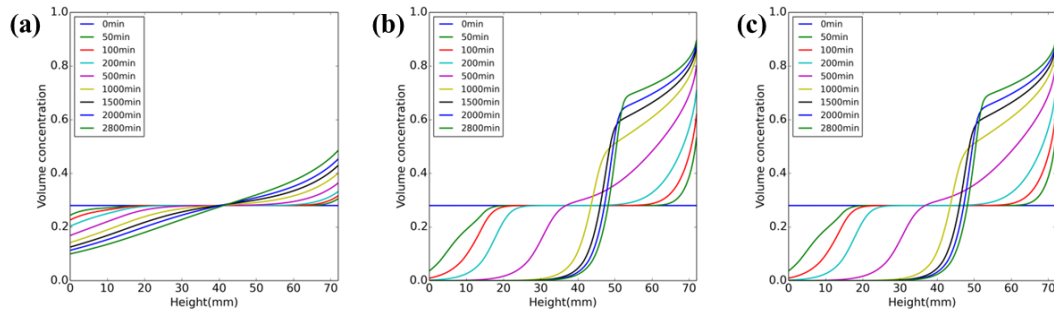 (a)
1.0
0.8
0.6
0.4
0.2
0.0
Volume concentration
0min
50min
100min
200min
500min
1000min
1500min
2000min
2800min
0 10 20 30 40 50 60 70
Height(mm)
(b)
1.0
0.8
0.6
0.4
0.2
0.0
Volume concentration
0min
50min
100min
200min
500min
1000min
1500min
2000min
2800min
0 10 20 30 40 50 60 70
Height(mm)
(c)
1.0
0.8
0.6
0.4
0.2
0.0
Volume concentration
0min
50min
100min
200min
500min
1000min
1500min
2000min
2800min
0 10 20 30 40 50 60 70
Height(mm)